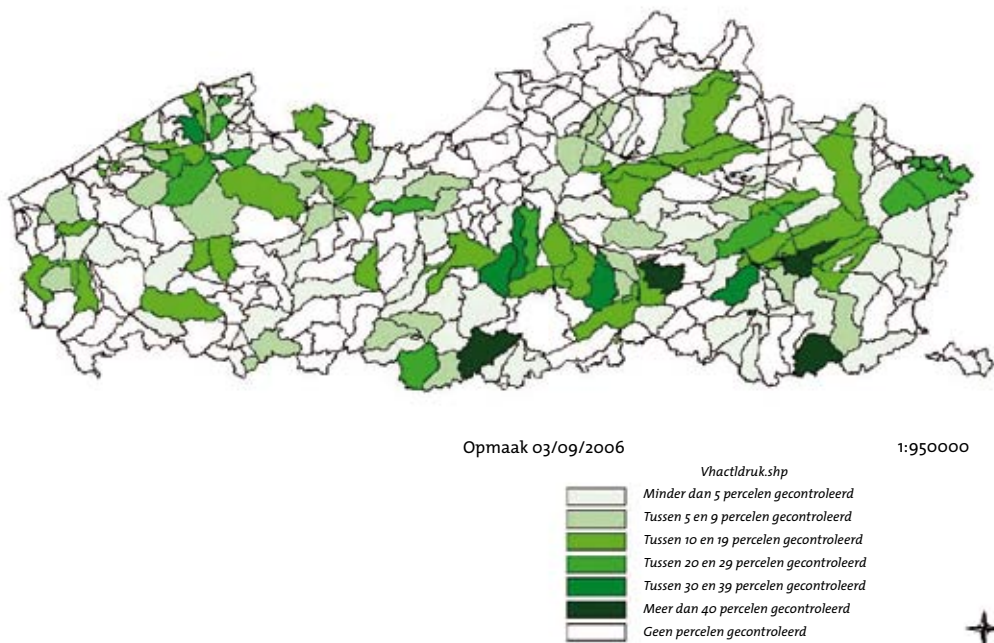 Opmaak 03/09/2006 1:950000
Vhactldruk.shp
Minder dan 5 percelen gecontroleerd
Tussen 5 en 9 percelen gecontroleerd
Tussen 10 en 19 percelen gecontroleerd
Tussen 20 en 29 percelen gecontroleerd
Tussen 30 en 39 percelen gecontroleerd
Meer dan 40 percelen gecontroleerd
Geen percelen gecontroleerd